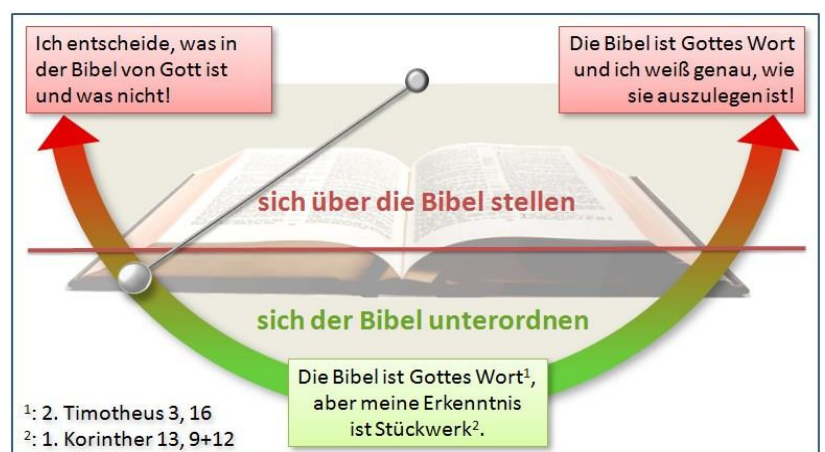 Ich entscheide, was in
der Bibel von Gott ist
und was nicht!
Die Bibel ist Gottes Wort
und ich weiß genau, wie
sie auszulegen ist!
sich über die Bibel stellen
sich der Bibel unterordnen
Die Bibel ist Gottes Wort¹,
aber meine Erkenntnis
ist Stückwerk².
¹: 2. Timotheus 3, 16
²: 1. Korinther 13, 9+12